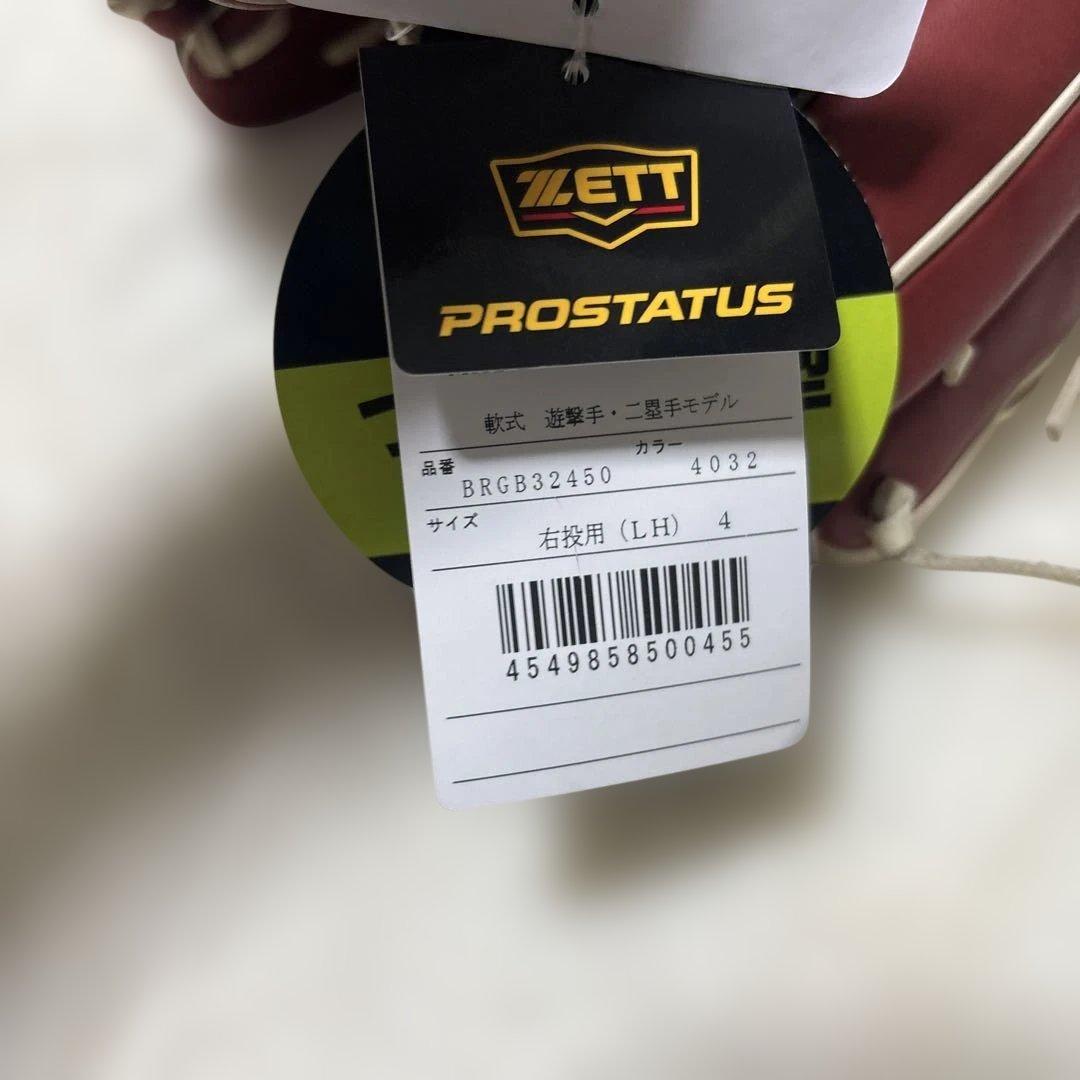 ZETT
PROSTATUS
軟式 遊撃手・二塁手モデル
品番 BRGB32450 カラー 4032
サイズ 右投用(LH) 4
4549858500455